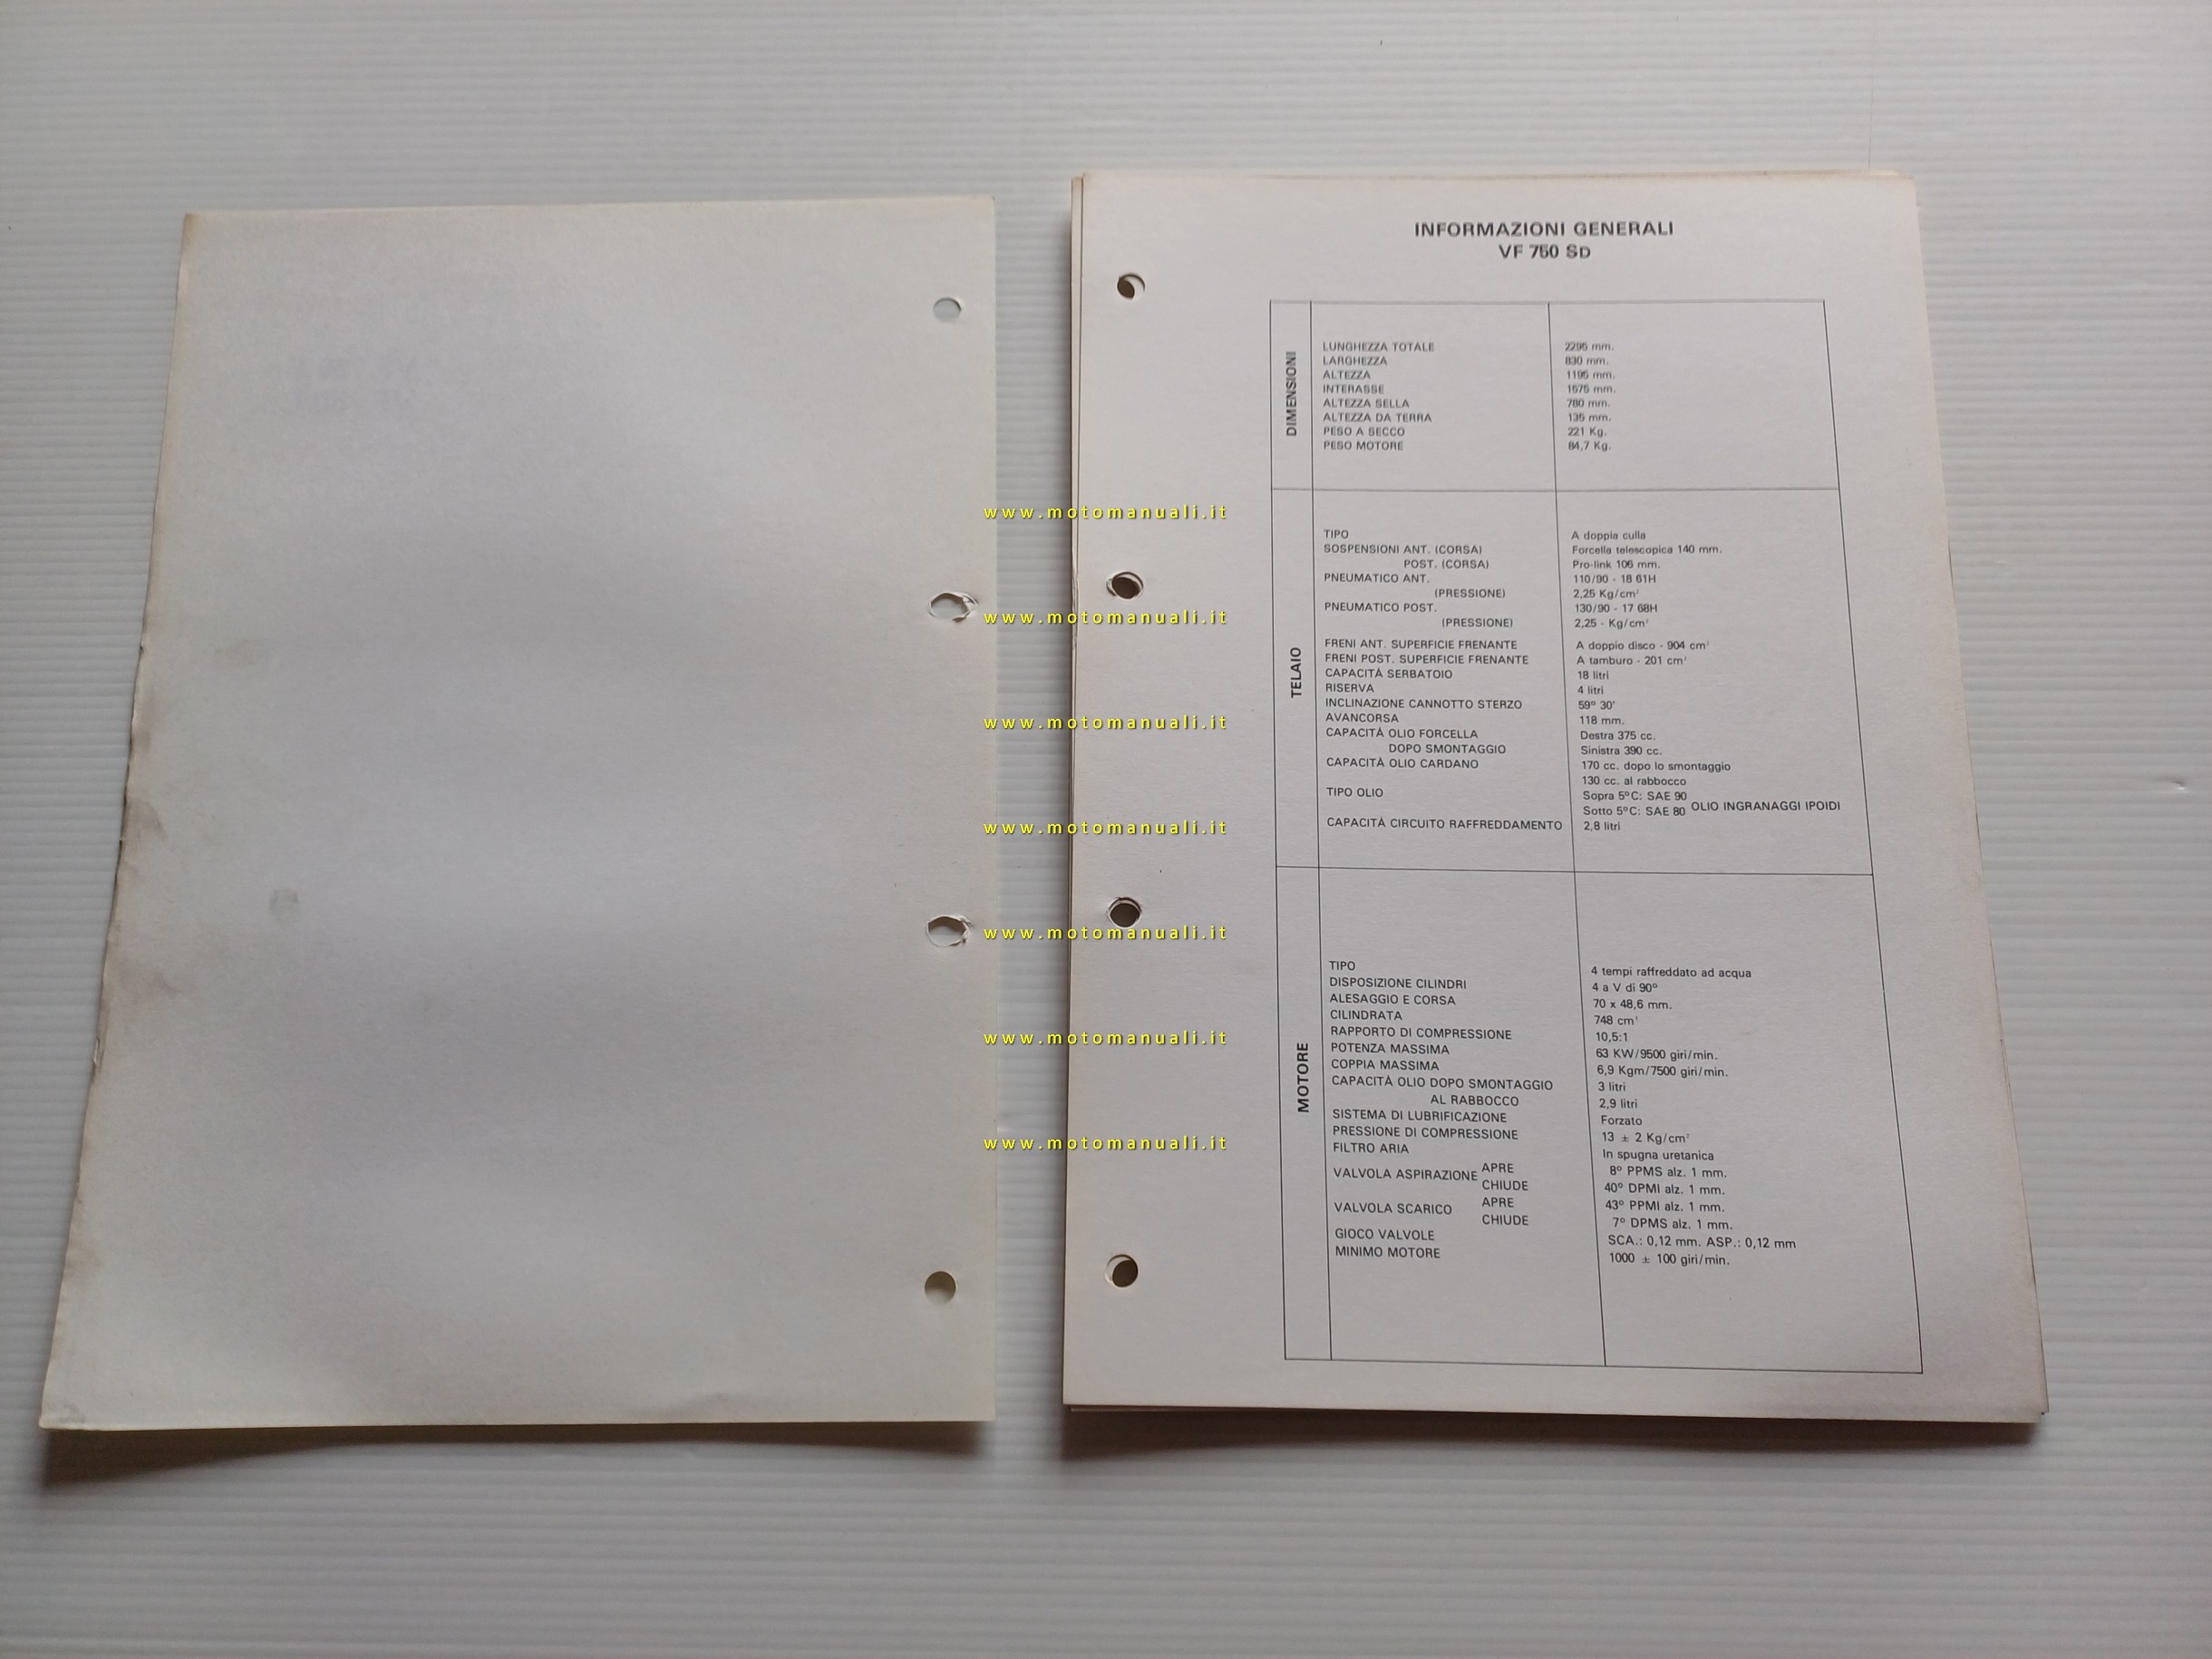 INFORMAZIONI GENERALI
VF 750 SD
DIMENSIONI
LUNGHEZZA TOTALE 2295 mm.
LARGHEZZA 830 mm.
ALTEZZA 1195 mm.
INTERASSE 1575 mm.
ALTEZZA SELLA 780 mm.
ALTEZZA DA TERRA 135 mm.
PESO A SECCO 221 Kg.
PESO MOTORE 84,7 Kg.
TELAIO
TIPO A doppia culla
SOSPENSIONI ANT. (CORSA) Forcella telescopica 140 mm.
POST. (CORSA) Pro-link 106 mm.
PNEUMATICO ANT. 110/90 - 18 61H
(PRESSIONE) 2,25 Kg/cm²
PNEUMATICO POST. 130/90 - 17 68H
(PRESSIONE) 2,25 - Kg/cm²
FRENI ANT. SUPERFICIE FRENANTE A doppio disco - 904 cm²
FRENI POST. SUPERFICIE FRENANTE A tamburo - 201 cm²
CAPACITÀ SERBATOIO 18 litri
RISERVA 4 litri
INCLINAZIONE CANNOTTO STERZO 59° 30'
AVANCORSA 118 mm.
CAPACITÀ OLIO FORCELLA Destra 375 cc.
DOPO SMONTAGGIO Sinistra 390 cc.
CAPACITÀ OLIO CARDANO 170 cc. dopo lo smontaggio
130 cc. al rabbocco
TIPO OLIO Sopra 5°C: SAE 90
Sotto 5°C: SAE 80 OLIO INGRANAGGI IPOIDI
CAPACITÀ CIRCUITO RAFFREDDAMENTO 2,8 litri
MOTORE
TIPO 4 tempi raffreddato ad acqua
DISPOSIZIONE CILINDRI 4 a V di 90°
ALESAGGIO E CORSA 70 x 48,6 mm.
CILINDRATA 748 cm³
RAPPORTO DI COMPRESSIONE 10,5:1
POTENZA MASSIMA 63 KW/9500 giri/min.
COPPIA MASSIMA 6,9 Kgm/7500 giri/min.
CAPACITÀ OLIO DOPO SMONTAGGIO 3 litri
AL RABBOCCO 2,9 litri
SISTEMA DI LUBRIFICAZIONE Forzato
PRESSIONE DI COMPRESSIONE 13 ± 2 Kg/cm²
FILTRO ARIA In spugna uretanica
VALVOLA ASPIRAZIONE APRE 8° PPMS alz. 1 mm.
CHIUDE 40° DPMI alz. 1 mm.
VALVOLA SCARICO APRE 43° PPMI alz. 1 mm.
CHIUDE 7° DPMS alz. 1 mm.
GIOCO VALVOLE SCA.: 0,12 mm. ASP.: 0,12 mm
MINIMO MOTORE 1000 ± 100 giri/min.
www.motomanuali.it
www.motomanuali.it
www.motomanuali.it
www.motomanuali.it
www.motomanuali.it
www.motomanuali.it
www.motomanuali.it